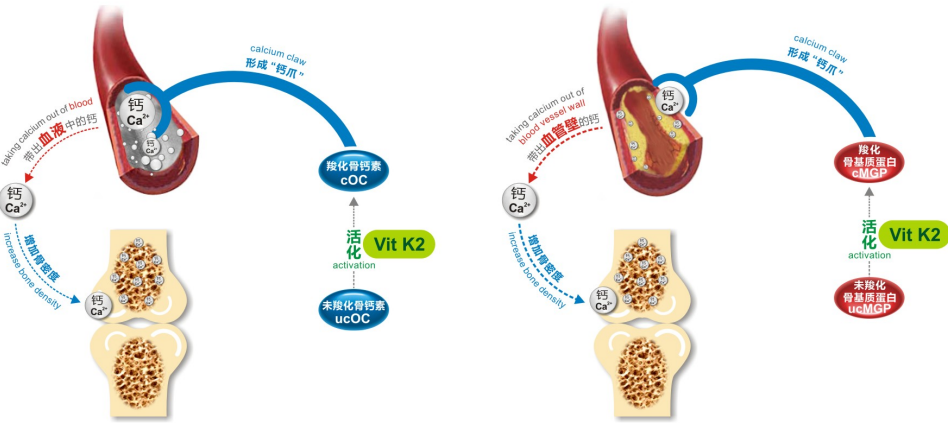 calcium claw
形成“钙爪”
钙
Ca²⁺
钙
Ca²⁺
taking calcium out of blood
带出血液中的钙
钙
Ca²⁺
增加骨密度
increase bone density
钙
Ca²⁺
羧化骨钙素
cOC
活化
Vit K2
activation
未羧化骨钙素
ucOC
calcium claw
形成“钙爪”
钙
Ca²⁺
taking calcium out of
blood vessel wall
带出血管壁的钙
钙
Ca²⁺
增加骨密度
increase bone density
钙
Ca²⁺
羧化
骨基质蛋白
cMGP
活化
Vit K2
activation
未羧化
骨基质蛋白
ucMGP